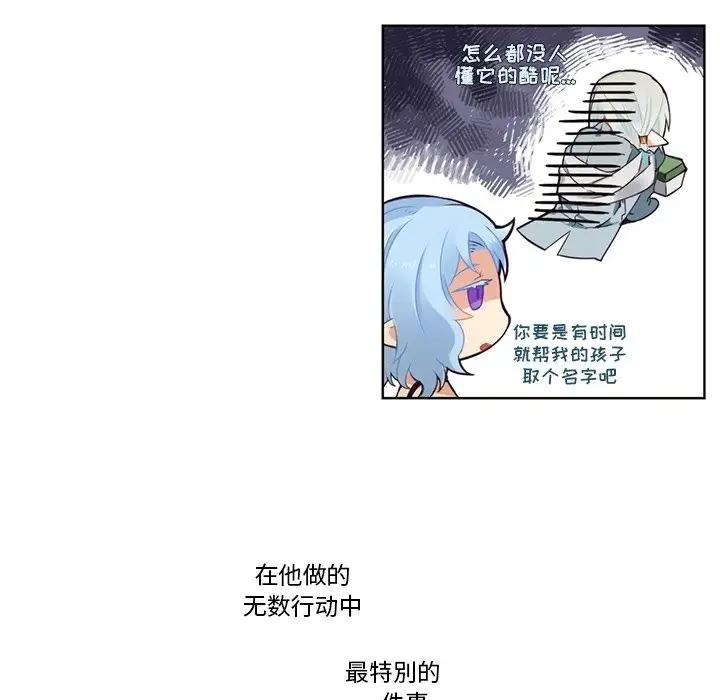 怎么都没人
懂它的酷呢...
你要是有时间
就帮我的孩子
取个名字吧
在他做的
无数行动中
最特别的